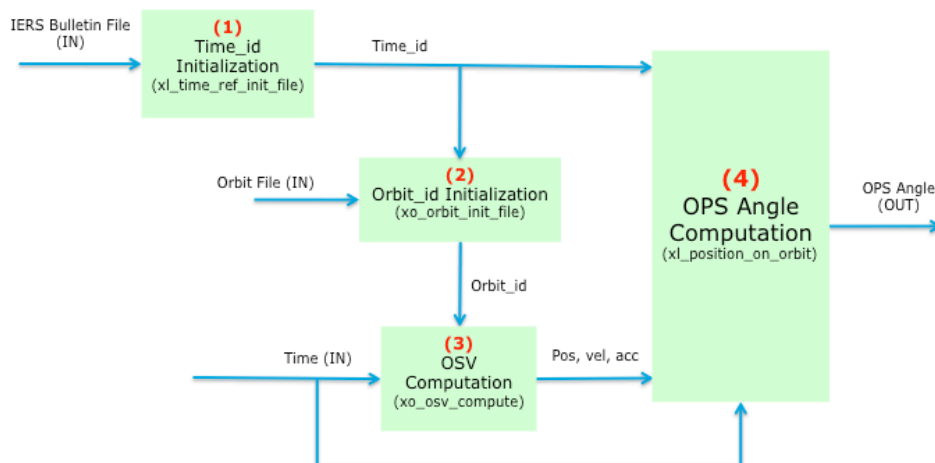 IERS Bulletin File
(IN)
(1)
Time_id
Initialization
(xl_time_ref_init_file)
Time_id
Orbit File (IN)
(2)
Orbit_id Initialization
(xo_orbit_init_file)
(4)
OPS Angle
Computation
(xl_position_on_orbit)
OPS Angle
(OUT)
Orbit_id
Time (IN)
(3)
OSV
Computation
(xo_osv_compute)
Pos, vel, acc